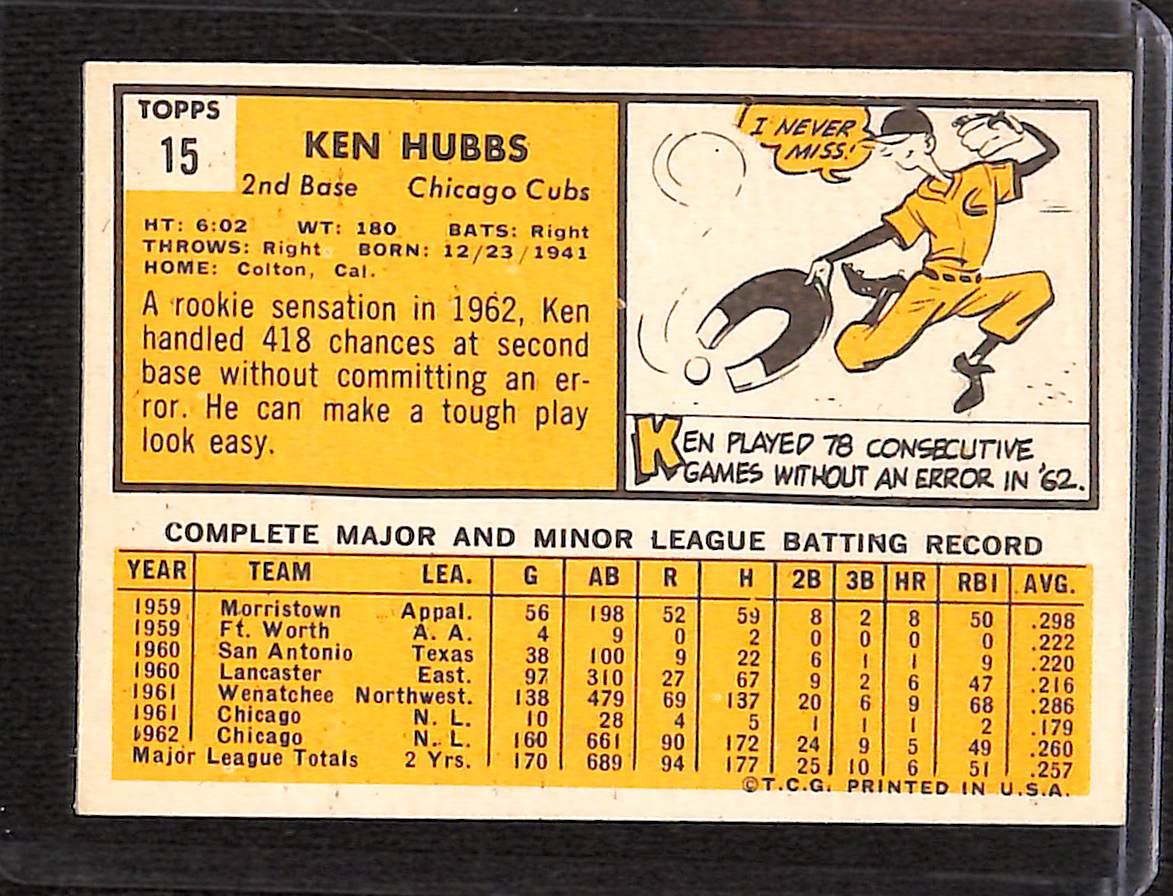 TOPPS
15
KEN HUBBS
2nd Base Chicago Cubs
HT: 6:02 WT: 180 BATS: Right
THROWS: Right BORN: 12/23/1941
HOME: Colton, Cal.
A rookie sensation in 1962, Ken
handled 418 chances at second
base without committing an er-
ror. He can make a tough play
look easy.
I NEVER
MISS!
C
KEN PLAYED 78 CONSECUTIVE
GAMES WITHOUT AN ERROR IN '62.
COMPLETE MAJOR AND MINOR LEAGUE BATTING RECORD
YEAR TEAM LEA. G AB R H 2B 3B HR RBI AVG.
1959 Morristown Appal. 56 198 52 59 8 2 8 50 .298
1959 Ft. Worth A. A. 4 9 0 2 0 0 0 0 .222
1960 San Antonio Texas 38 100 9 22 6 1 1 9 .220
1960 Lancaster East. 97 310 27 67 9 2 6 47 .216
1961 Wenatchee Northwest. 138 479 69 137 20 6 9 68 .286
1961 Chicago N. L. 10 28 4 5 1 1 1 2 .179
1962 Chicago N. L. 160 661 90 172 24 9 5 49 .260
Major League Totals 2 Yrs. 170 689 94 177 25 10 6 51 .257
©T.C.G. PRINTED IN U.S.A.